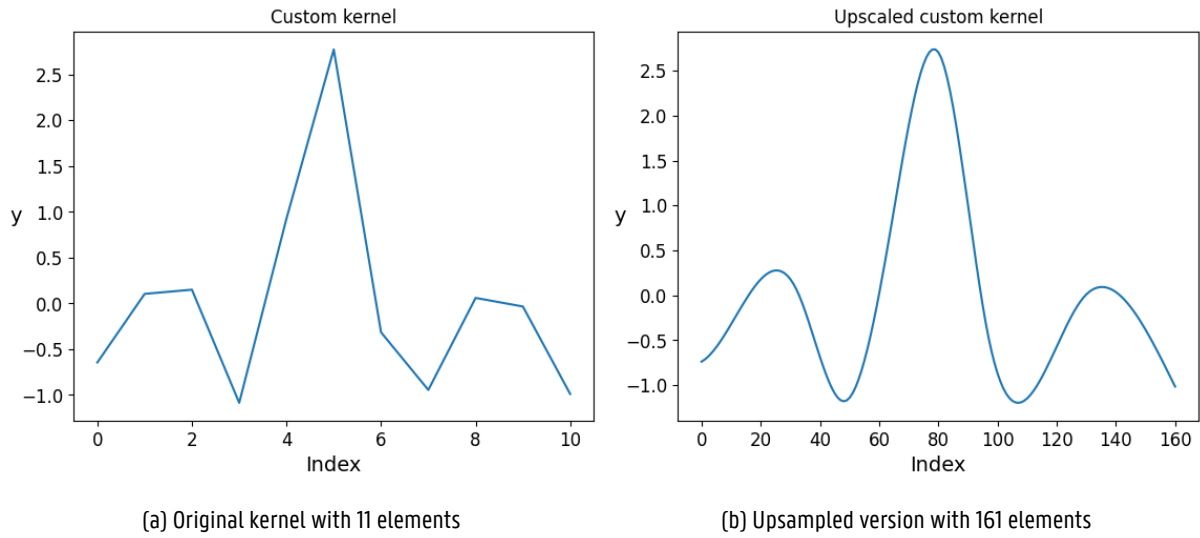 Custom kernel
2.5
2.0
1.5
1.0
0.5
0.0
−0.5
−1.0
y
0 2 4 6 8 10
Index
(a) Original kernel with 11 elements
Upscaled custom kernel
2.5
2.0
1.5
1.0
0.5
0.0
−0.5
−1.0
y
0 20 40 60 80 100 120 140 160
Index
(b) Upsampled version with 161 elements